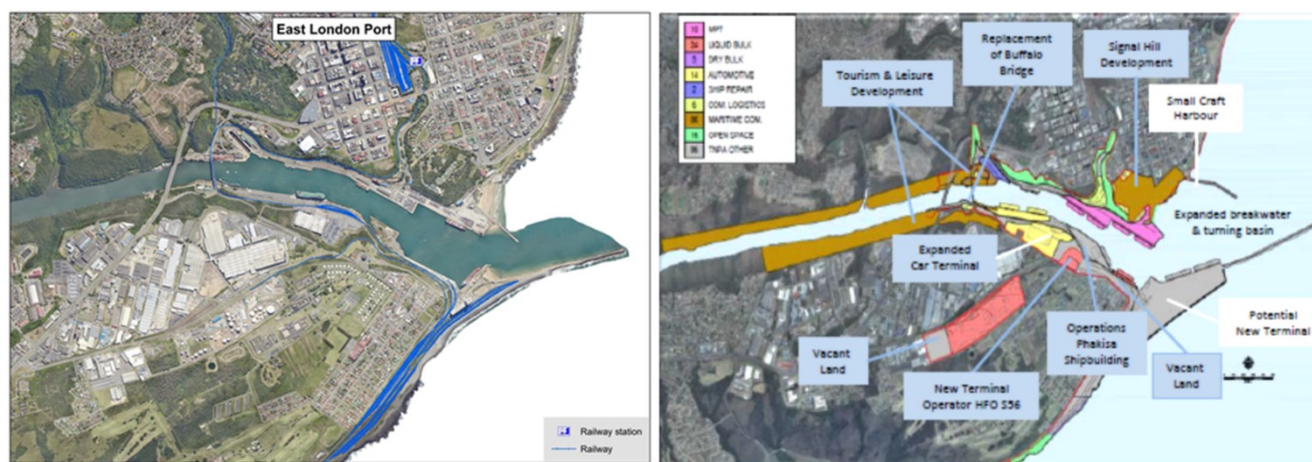 East London Port
Railway station
Railway
MPT
LIQUID BULK
DRY BULK
AUTOMOTIVE
SHIP REPAIR
COM. LOGISTICS
MARITIME COM.
OPEN SPACE
TNPA OTHER
Tourism & Leisure
Development
Replacement
of Buffalo
Bridge
Signal Hill
Development
Small Craft
Harbour
Expanded breakwater
& turning basin
Expanded
Car Terminal
Potential
New Terminal
Operations
Phakisa
Shipbuilding
Vacant
Land
Vacant
Land
New Terminal
Operator HFO S56